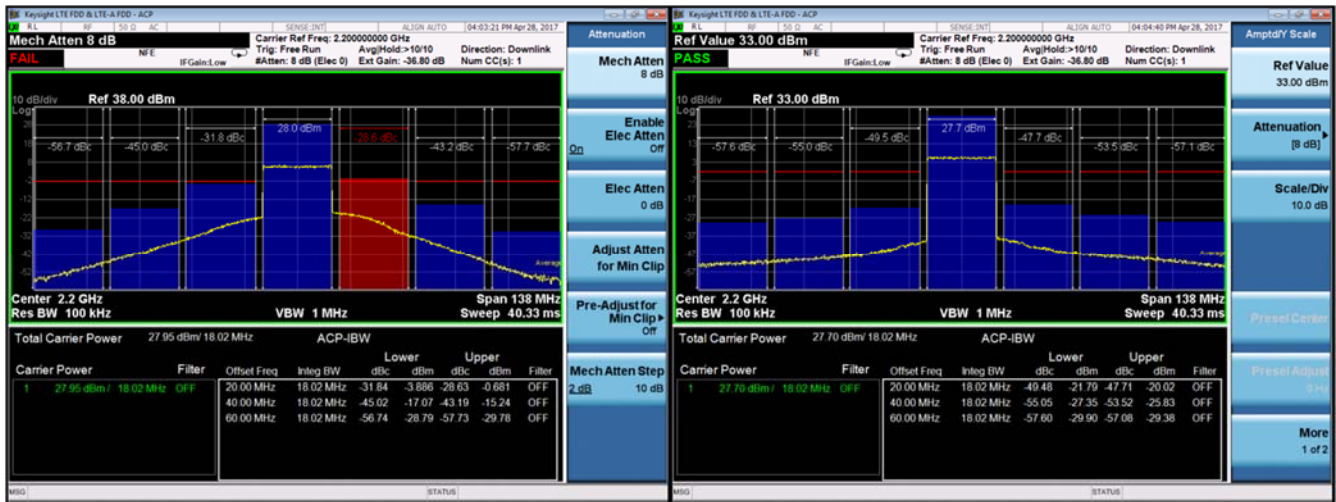 Keysight LTE FDD & LTE-A FDD - ACP
RL RF 50 Ω AC SENSE:INT ALIGN AUTO 04:03:21 PM Apr 28, 2017
Mech Atten 8 dB
Carrier Ref Freq: 2.200000000 GHz
FAIL
NFE
IFGain:Low
Trig: Free Run Avg|Hold:>10/10 Direction: Downlink
#Atten: 8 dB (Elec 0) Ext Gain: -36.80 dB Num CC(s): 1
10 dB/div Ref 38.00 dBm
Log
28
18
-12
-22
-32
-42
-52
-56.7 dBc -45.0 dBc -31.8 dBc 28.0 dBm -28.6 dBc -43.2 dBc -57.7 dBc
Average
Center 2.2 GHz Span 138 MHz
Res BW 100 kHz VBW 1 MHz Sweep 40.33 ms
Total Carrier Power 27.95 dBm/ 18.02 MHz ACP-IBW
Lower Upper
Carrier Power Filter Offset Freq Integ BW dBc dBm dBc dBm Filter
1 27.95 dBm / 18.02 MHz OFF 20.00 MHz 18.02 MHz -31.84 -3.886 -28.63 -0.681 OFF
40.00 MHz 18.02 MHz -45.02 -17.07 -43.19 -15.24 OFF
60.00 MHz 18.02 MHz -56.74 -28.79 -57.73 -29.78 OFF
MSG STATUS
Attenuation
Mech Atten
8 dB
Enable
Elec Atten
On Off
Elec Atten
0 dB
Adjust Atten
for Min Clip
Pre-Adjust for
Min Clip
Off
Mech Atten Step
2 dB 10 dB
Keysight LTE FDD & LTE-A FDD - ACP
RL RF 50 Ω AC SENSE:INT ALIGN AUTO 04:04:40 PM Apr 28, 2017
Ref Value 33.00 dBm
Carrier Ref Freq: 2.200000000 GHz
PASS
NFE
IFGain:Low
Trig: Free Run Avg|Hold:>10/10 Direction: Downlink
#Atten: 8 dB (Elec 0) Ext Gain: -36.80 dB Num CC(s): 1
10 dB/div Ref 33.00 dBm
Log
23
13
-17
-27
-37
-47
-57
-57.6 dBc -55.0 dBc -49.5 dBc 27.7 dBm -47.7 dBc -53.5 dBc -57.1 dBc
Average
Center 2.2 GHz Span 138 MHz
Res BW 100 kHz VBW 1 MHz Sweep 40.33 ms
Total Carrier Power 27.70 dBm/ 18.02 MHz ACP-IBW
Lower Upper
Carrier Power Filter Offset Freq Integ BW dBc dBm dBc dBm Filter
1 27.70 dBm / 18.02 MHz OFF 20.00 MHz 18.02 MHz -49.48 -21.79 -47.71 -20.02 OFF
40.00 MHz 18.02 MHz -55.05 -27.35 -53.52 -25.83 OFF
60.00 MHz 18.02 MHz -57.60 -29.90 -57.08 -29.38 OFF
MSG STATUS
Amptd/Y Scale
Ref Value
33.00 dBm
Attenuation
[8 dB]
Scale/Div
10.0 dB
Presel Center
Presel Adjust
0 Hz
More
1 of 2